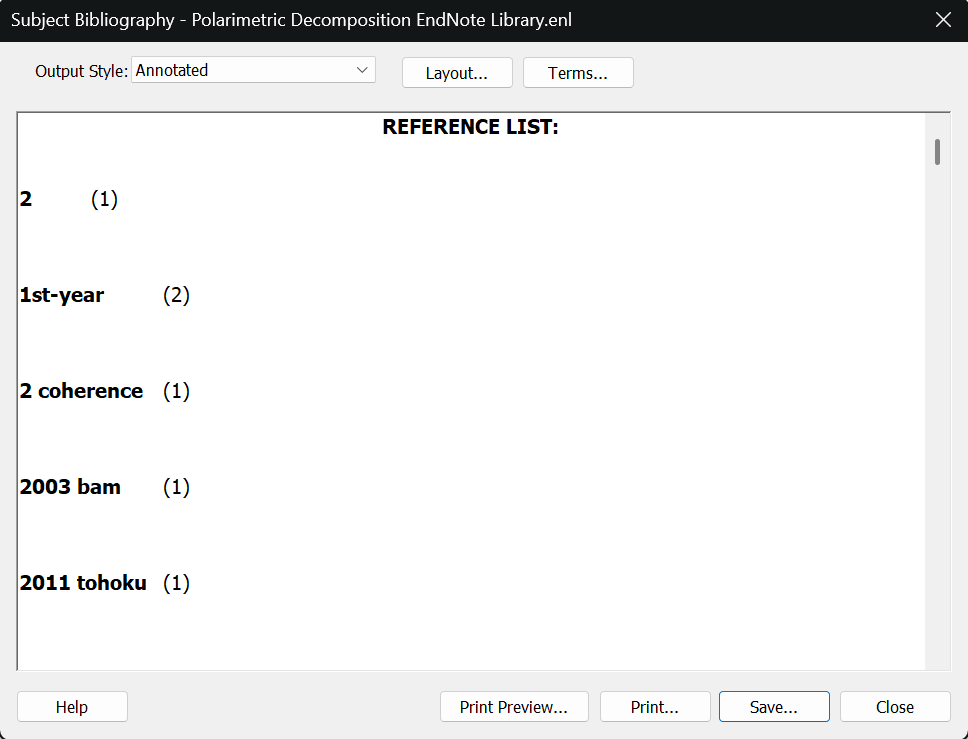 Subject Bibliography - Polarimetric Decomposition EndNote Library.enl
Output Style: Annotated Layout... Terms...
REFERENCE LIST:
2 (1)
1st-year (2)
2 coherence (1)
2003 bam (1)
2011 tohoku (1)
Help Print Preview... Print... Save... Close